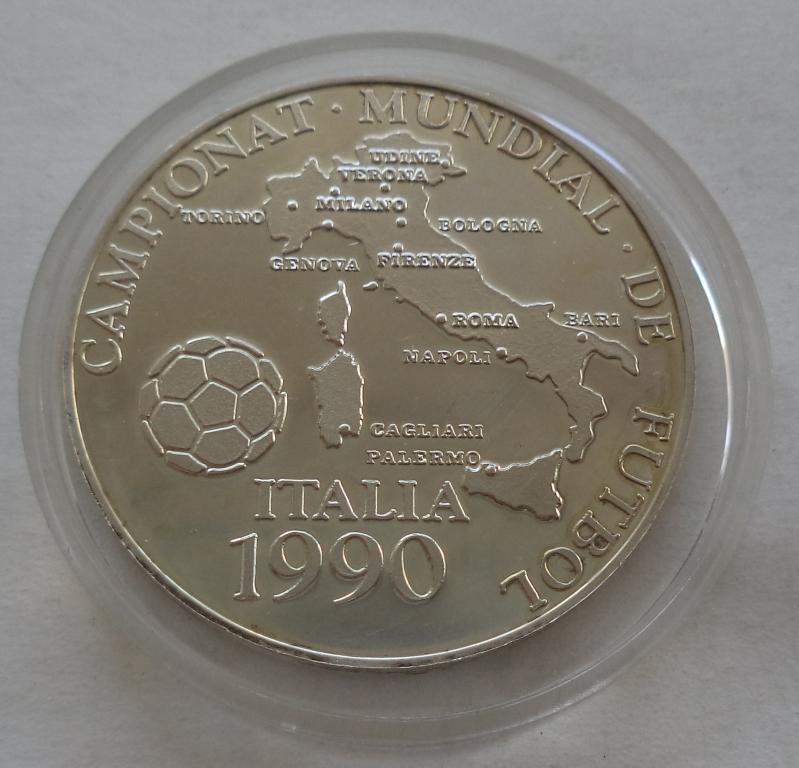 CAMPIONAT · MUNDIAL · DE FUTBOL
UDINE
VERONA
MILANO
TORINO
BOLOGNA
GENOVA
FIRENZE
ROMA
BARI
NAPOLI
CAGLIARI
PALERMO
ITALIA
1990